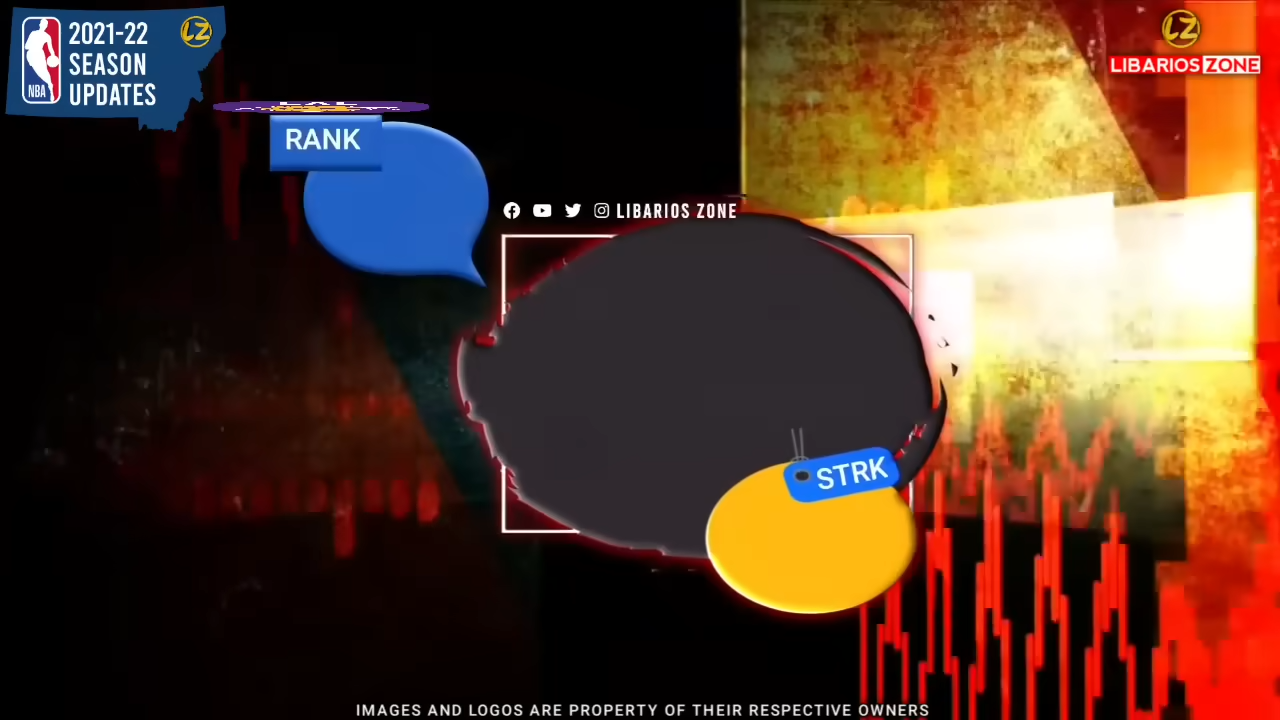 2021-22
SEASON
UPDATES
NBA
LZ
LZ
LIBARIOS ZONE
RANK
LIBARIOS ZONE
STRK
IMAGES AND LOGOS ARE PROPERTY OF THEIR RESPECTIVE OWNERS